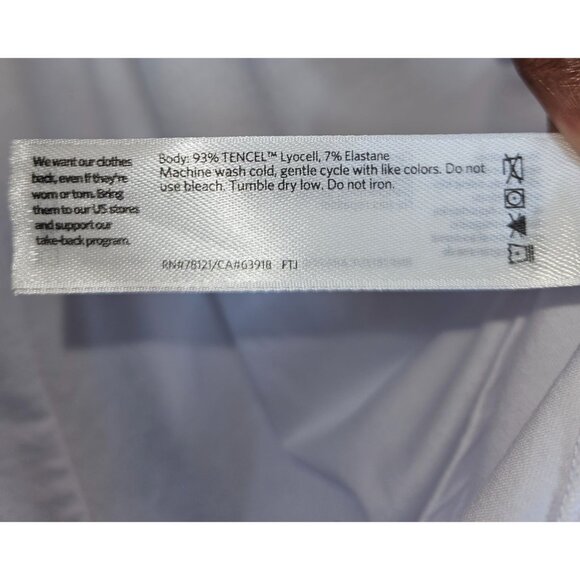 We want our clothes
back, even if they're
worn or torn. Bring
them to our US stores
and support our
take-back program.
Body: 93% TENCEL™ Lyocell, 7% Elastane
Machine wash cold, gentle cycle with like colors. Do not
use bleach. Tumble dry low. Do not iron.
RN#78121/CA#63918 FTJ